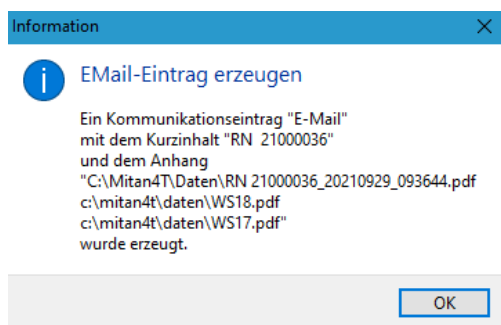 Information
EMail-Eintrag erzeugen
Ein Kommunikationseintrag "E-Mail"
mit dem Kurzinhalt "RN  21000036"
und dem Anhang
"C:\Mitan4T\Daten\RN 21000036_20210929_093644.pdf
c:\mitan4t\daten\WS18.pdf
c:\mitan4t\daten\WS17.pdf"
wurde erzeugt.
OK